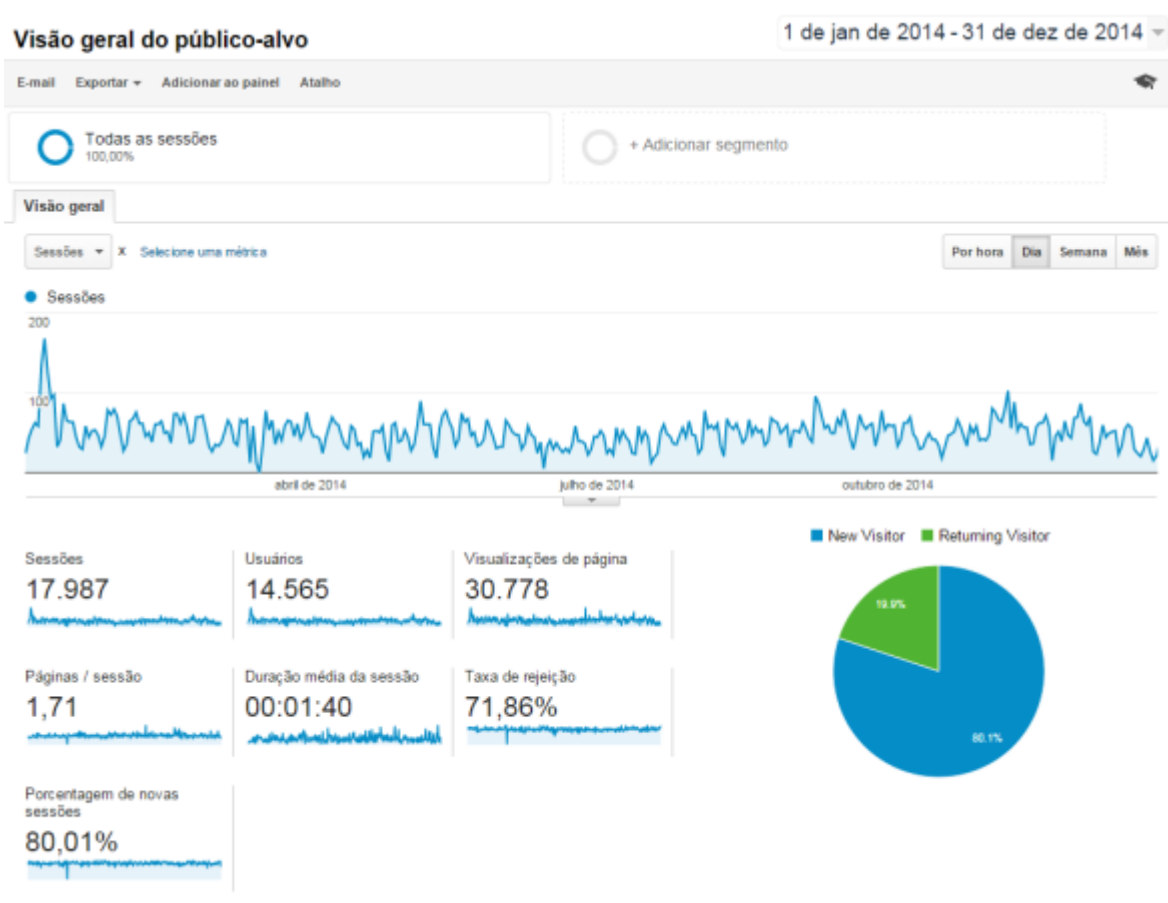 Visão geral do público-alvo
1 de jan de 2014 - 31 de dez de 2014
E-mail Exportar Adicionar ao painel Atalho
Todas as sessões
100,00%
+ Adicionar segmento
Visão geral
Sessões X Selecione uma métrica
Por hora Dia Semana Mês
Sessões
200
100
abril de 2014 julho de 2014 outubro de 2014
New Visitor Returning Visitor
Sessões
17.987
Usuários
14.565
Visualizações de página
30.778
19.9%
80.1%
Páginas / sessão
1,71
Duração média da sessão
00:01:40
Taxa de rejeição
71,86%
Porcentagem de novas
sessões
80,01%